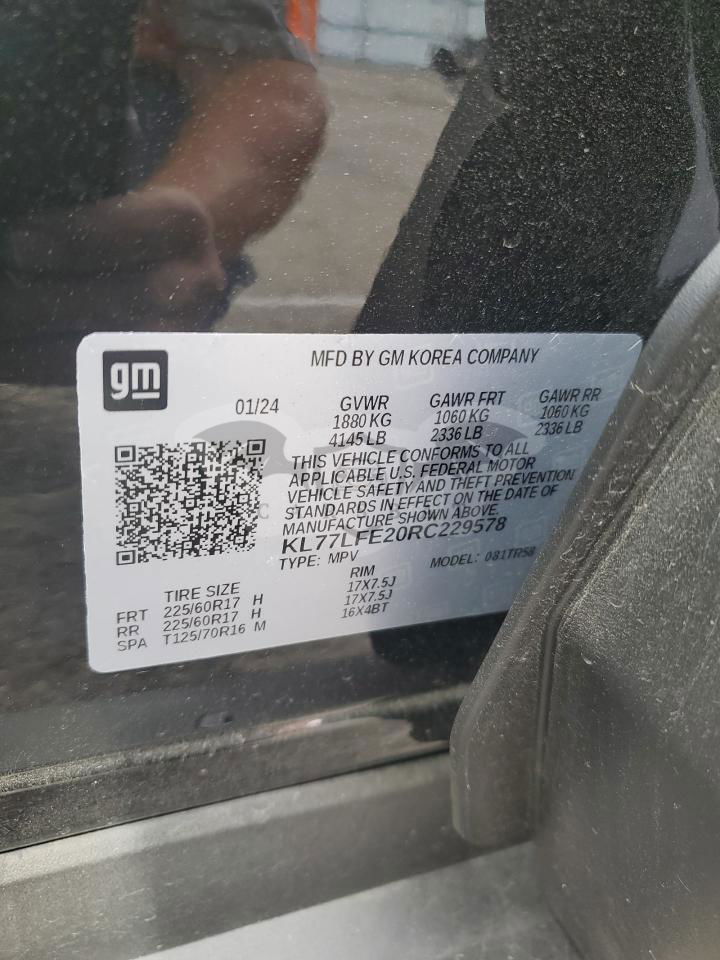 gm
MFD BY GM KOREA COMPANY
01/24 GVWR GAWR FRT GAWR RR
1880 KG 1060 KG 1060 KG
4145 LB 2336 LB 2336 LB
THIS VEHICLE CONFORMS TO ALL
APPLICABLE U.S. FEDERAL MOTOR
VEHICLE SAFETY AND THEFT PREVENTION
STANDARDS IN EFFECT ON THE DATE OF
MANUFACTURE SHOWN ABOVE.
KL77LFE20RC229578
TYPE: MPV MODEL: 081TR58
TIRE SIZE RIM
FRT 225/60R17 H 17X7.5J
RR 225/60R17 H 17X7.5J
SPA T125/70R16 M 16X4BT